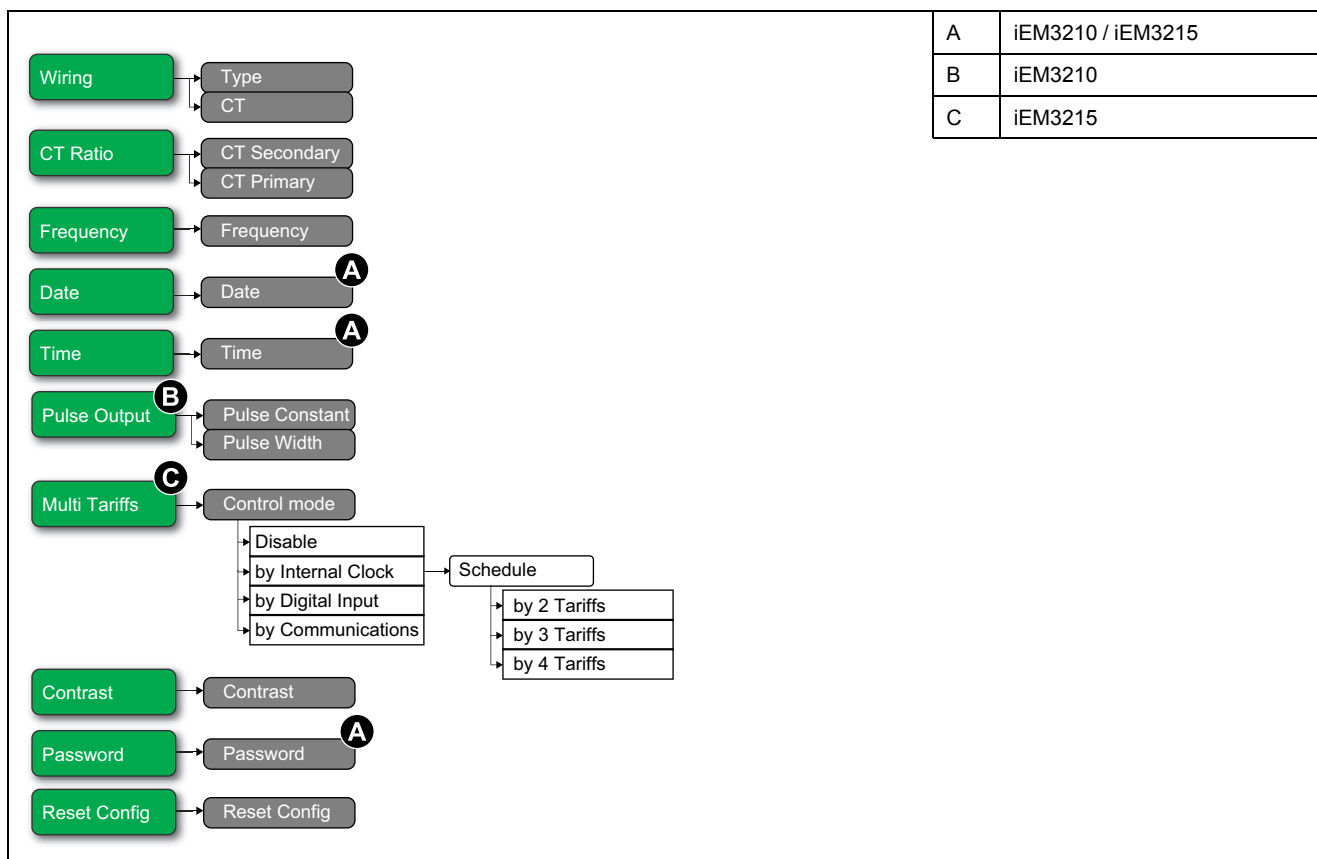 A iEM3210 / iEM3215
B iEM3210
C iEM3215
Wiring
Type
CT
CT Ratio
CT Secondary
CT Primary
Frequency
Frequency
Date
Date
A
Time
Time
A
Pulse Output
B
Pulse Constant
Pulse Width
Multi Tariffs
C
Control mode
Disable
by Internal Clock
by Digital Input
by Communications
Schedule
by 2 Tariffs
by 3 Tariffs
by 4 Tariffs
Contrast
Contrast
Password
Password
A
Reset Config
Reset Config